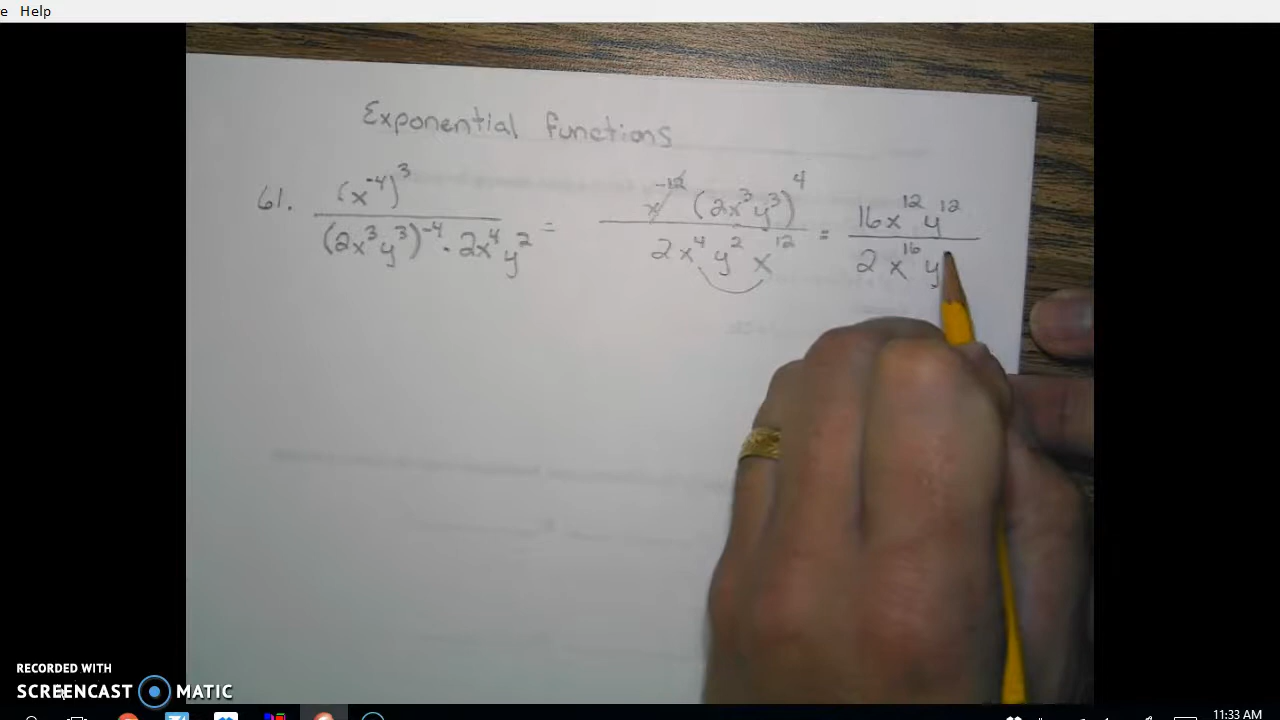 e Help
Exponential functions
61. (x^-4)^3 / (2x^3y^3)^-4 · 2x^4y^2 = x^-12 (2x^3y^3)^4 / 2x^4y^2x^12 = 16x^12y^12 / 2x^16y
RECORDED WITH
SCREENCAST MATIC
11:33 AM